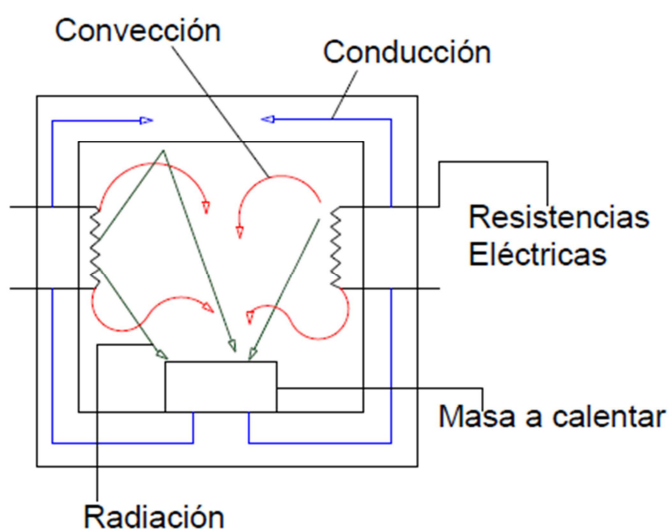 Convección
Conducción
Resistencias
Eléctricas
Masa a calentar
Radiación